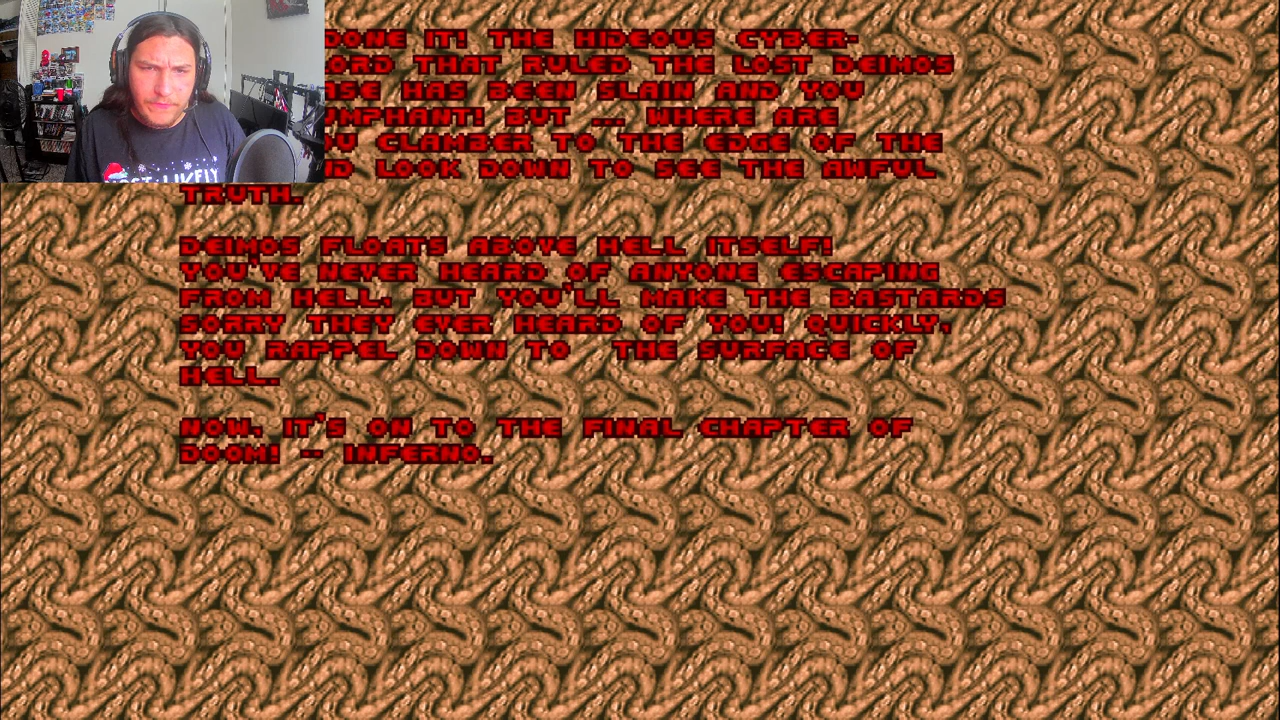 DONE IT! THE HIDEOUS CYBER-
ORD THAT RULED THE LOST DEIMOS
ASE HAS BEEN SLAIN AND YOU
UMPHANT! BUT ... WHERE ARE
OU CLAMBER TO THE EDGE OF THE
ND LOOK DOWN TO SEE THE AWFUL
TRUTH.
DEIMOS FLOATS ABOVE HELL ITSELF!
YOU'VE NEVER HEARD OF ANYONE ESCAPING
FROM HELL, BUT YOU'LL MAKE THE BASTARDS
SORRY THEY EVER HEARD OF YOU! QUICKLY,
YOU RAPPEL DOWN TO THE SURFACE OF
HELL.
NOW, IT'S ON TO THE FINAL CHAPTER OF
DOOM! -- INFERNO.
MOST LIKELY